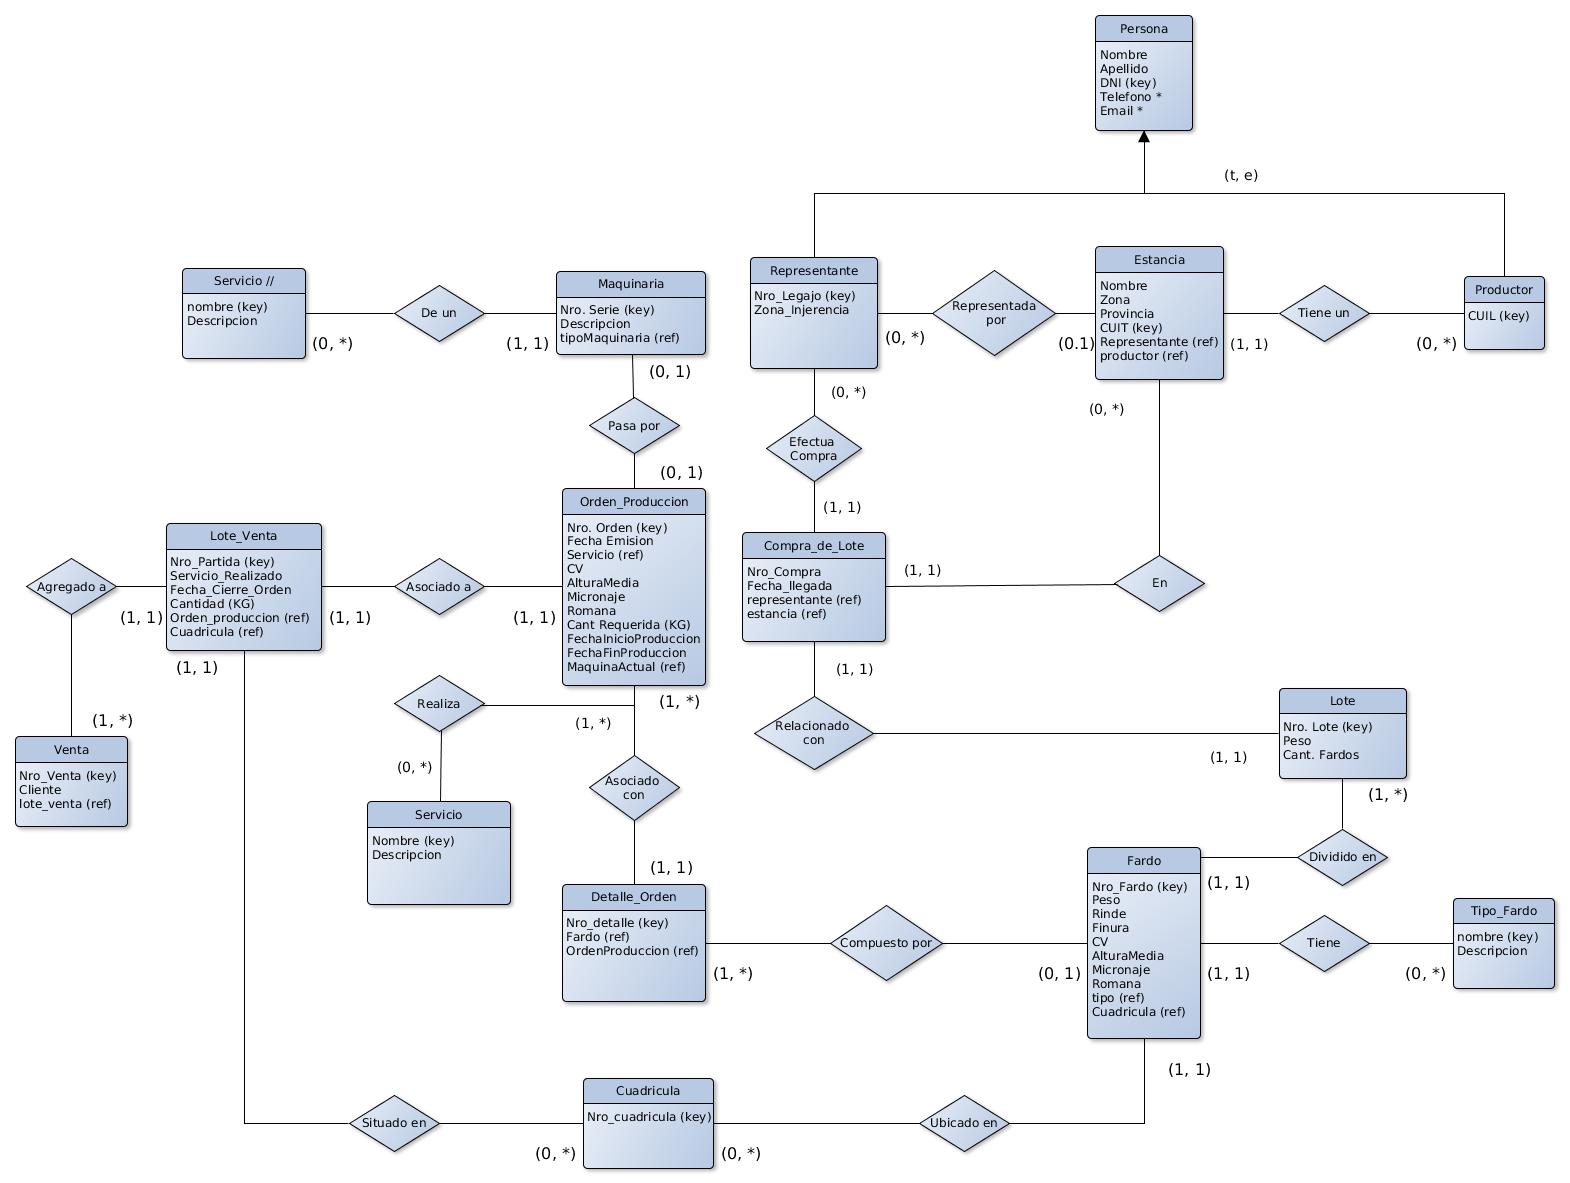 Persona
Nombre
Apellido
DNI (key)
Telefono *
Email *
(t, e)
Servicio //
nombre (key)
Descripcion
(0, *)
De un
(1, 1)
Maquinaria
Nro. Serie (key)
Descripcion
tipoMaquinaria (ref)
(0, 1)
Pasa por
(0, 1)
Representante
Nro_Legajo (key)
Zona_Injerencia
(0, *)
Representada
por
(0.1)
Estancia
Nombre
Zona
Provincia
CUIT (key)
Representante (ref)
productor (ref)
(1, 1)
Tiene un
(0, *)
Productor
CUIL (key)
(0, *)
Efectua
Compra
(1, 1)
(0, *)
En
Compra_de_Lote
Nro_Compra
Fecha_llegada
representante (ref)
estancia (ref)
(1, 1)
(1, 1)
Relacionado
con
(1, 1)
Orden_Produccion
Nro. Orden (key)
Fecha Emision
Servicio (ref)
CV
AlturaMedia
Micronaje
Romana
Cant Requerida (KG)
FechaInicioProduccion
FechaFinProduccion
MaquinaActual (ref)
Lote_Venta
Nro_Partida (key)
Servicio_Realizado
Fecha_Cierre_Orden
Cantidad (KG)
Orden_produccion (ref)
Cuadricula (ref)
Agregado a
(1, 1)
(1, 1)
Asociado a
(1, 1)
(1, 1)
(1, *)
Venta
Nro_Venta (key)
Cliente
lote_venta (ref)
Realiza
(1, *)
(1, *)
(0, *)
Servicio
Nombre (key)
Descripcion
Asociado
con
(1, 1)
Detalle_Orden
Nro_detalle (key)
Fardo (ref)
OrdenProduccion (ref)
(1, *)
Compuesto por
(0, 1)
Lote
Nro. Lote (key)
Peso
Cant. Fardos
(1, *)
Dividido en
(1, 1)
Fardo
Nro_Fardo (key)
Peso
Rinde
Finura
CV
AlturaMedia
Micronaje
Romana
tipo (ref)
Cuadricula (ref)
Tiene
(1, 1)
(0, *)
Tipo_Fardo
nombre (key)
Descripcion
(1, 1)
Situado en
(0, *)
Cuadricula
Nro_cuadricula (key)
(0, *)
Ubicado en